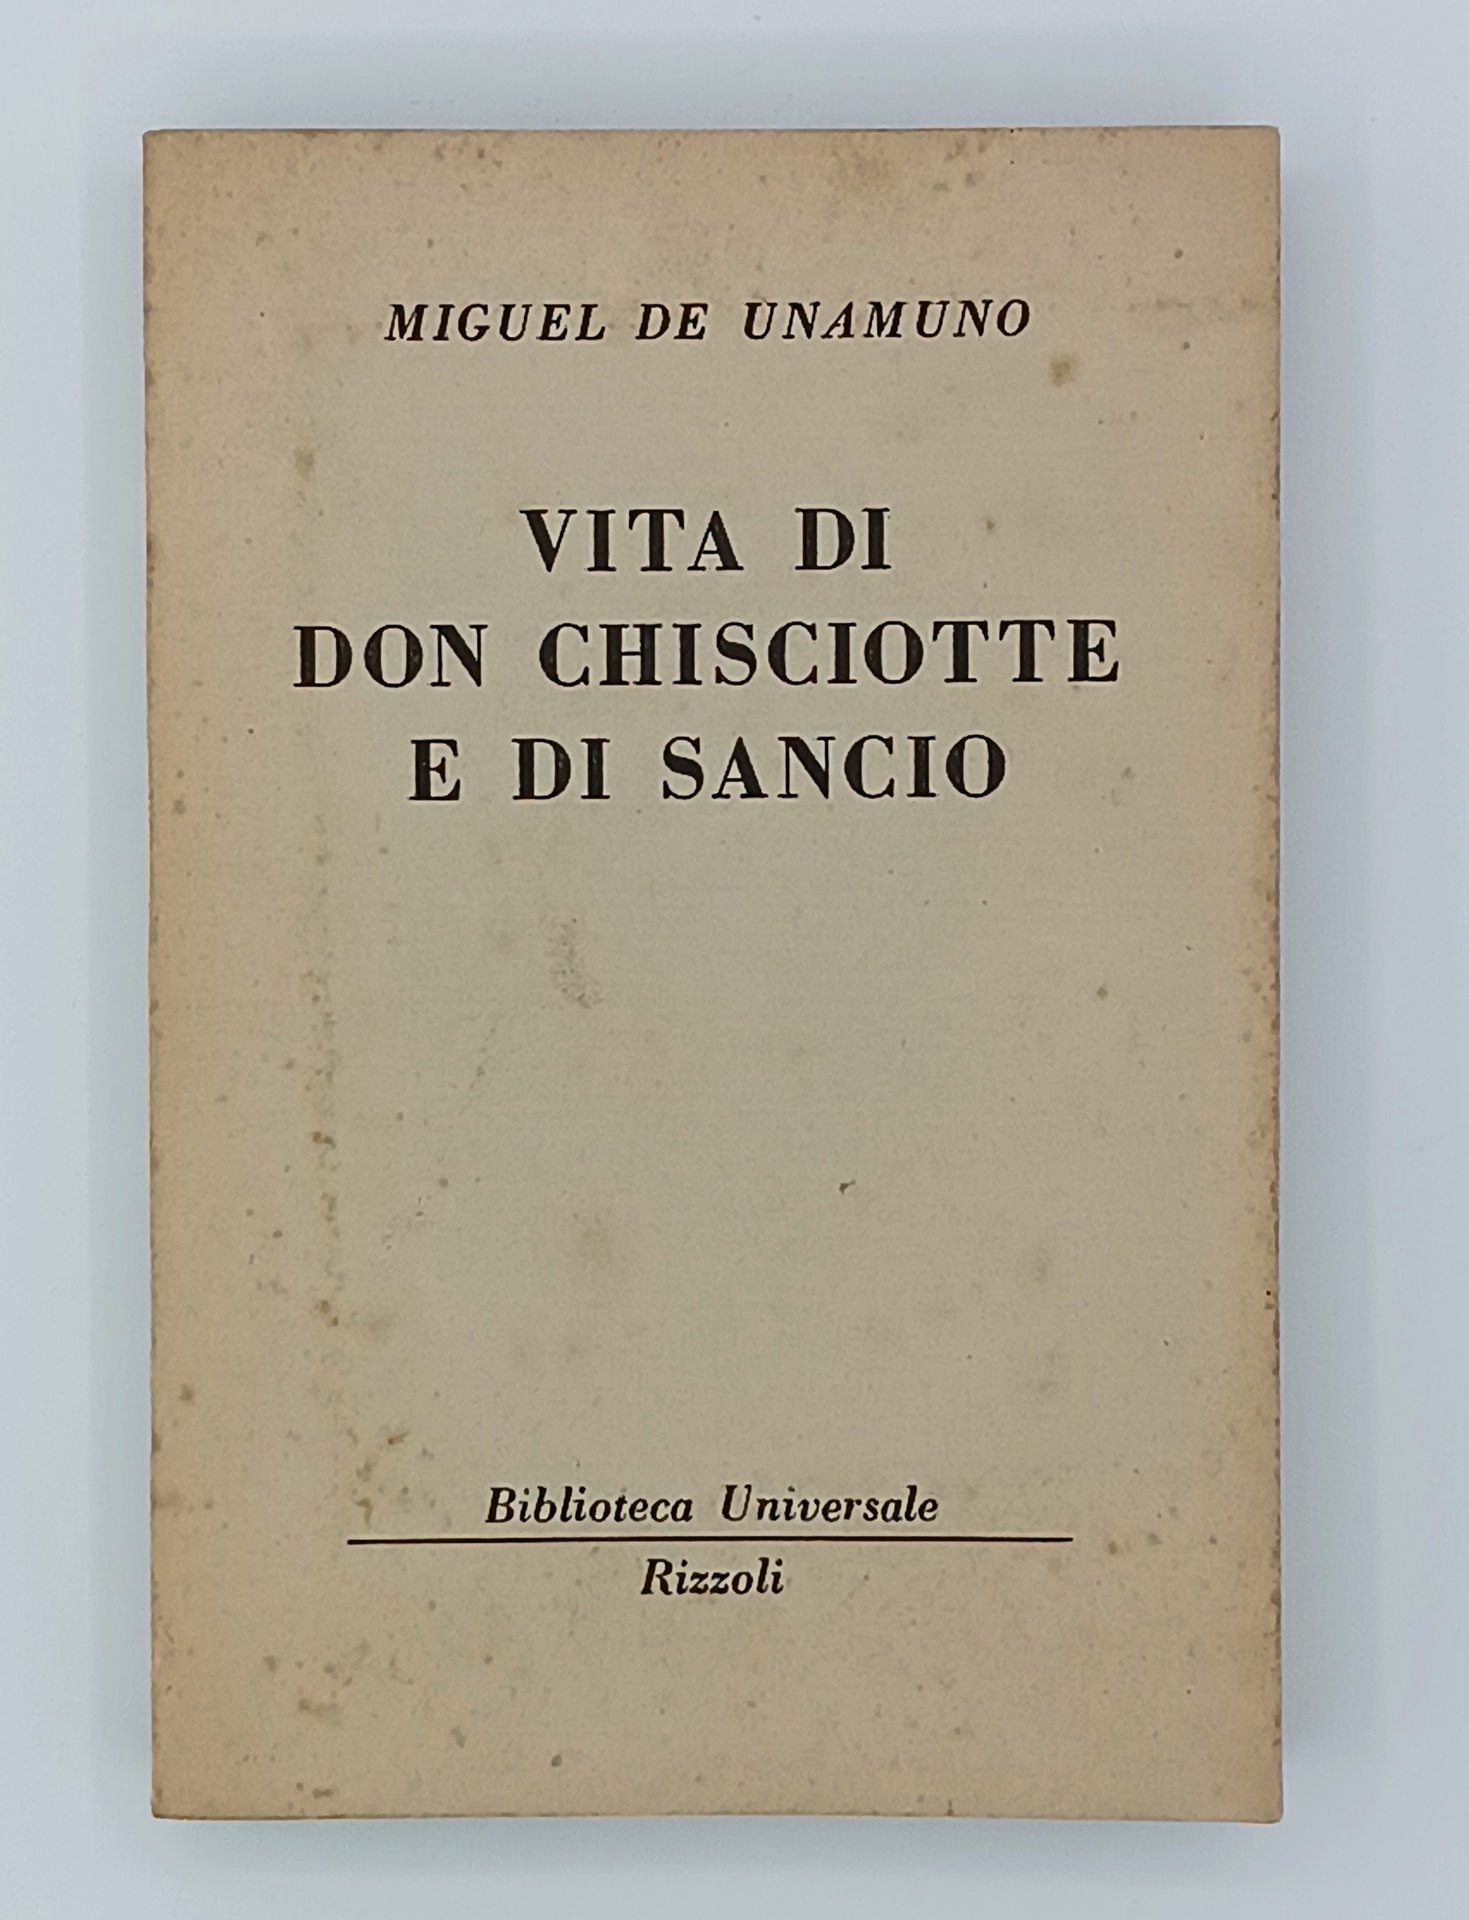 MIGUEL DE UNAMUNO
VITA DI
DON CHISCIOTTE
E DI SANCIO
Biblioteca Universale
Rizzoli